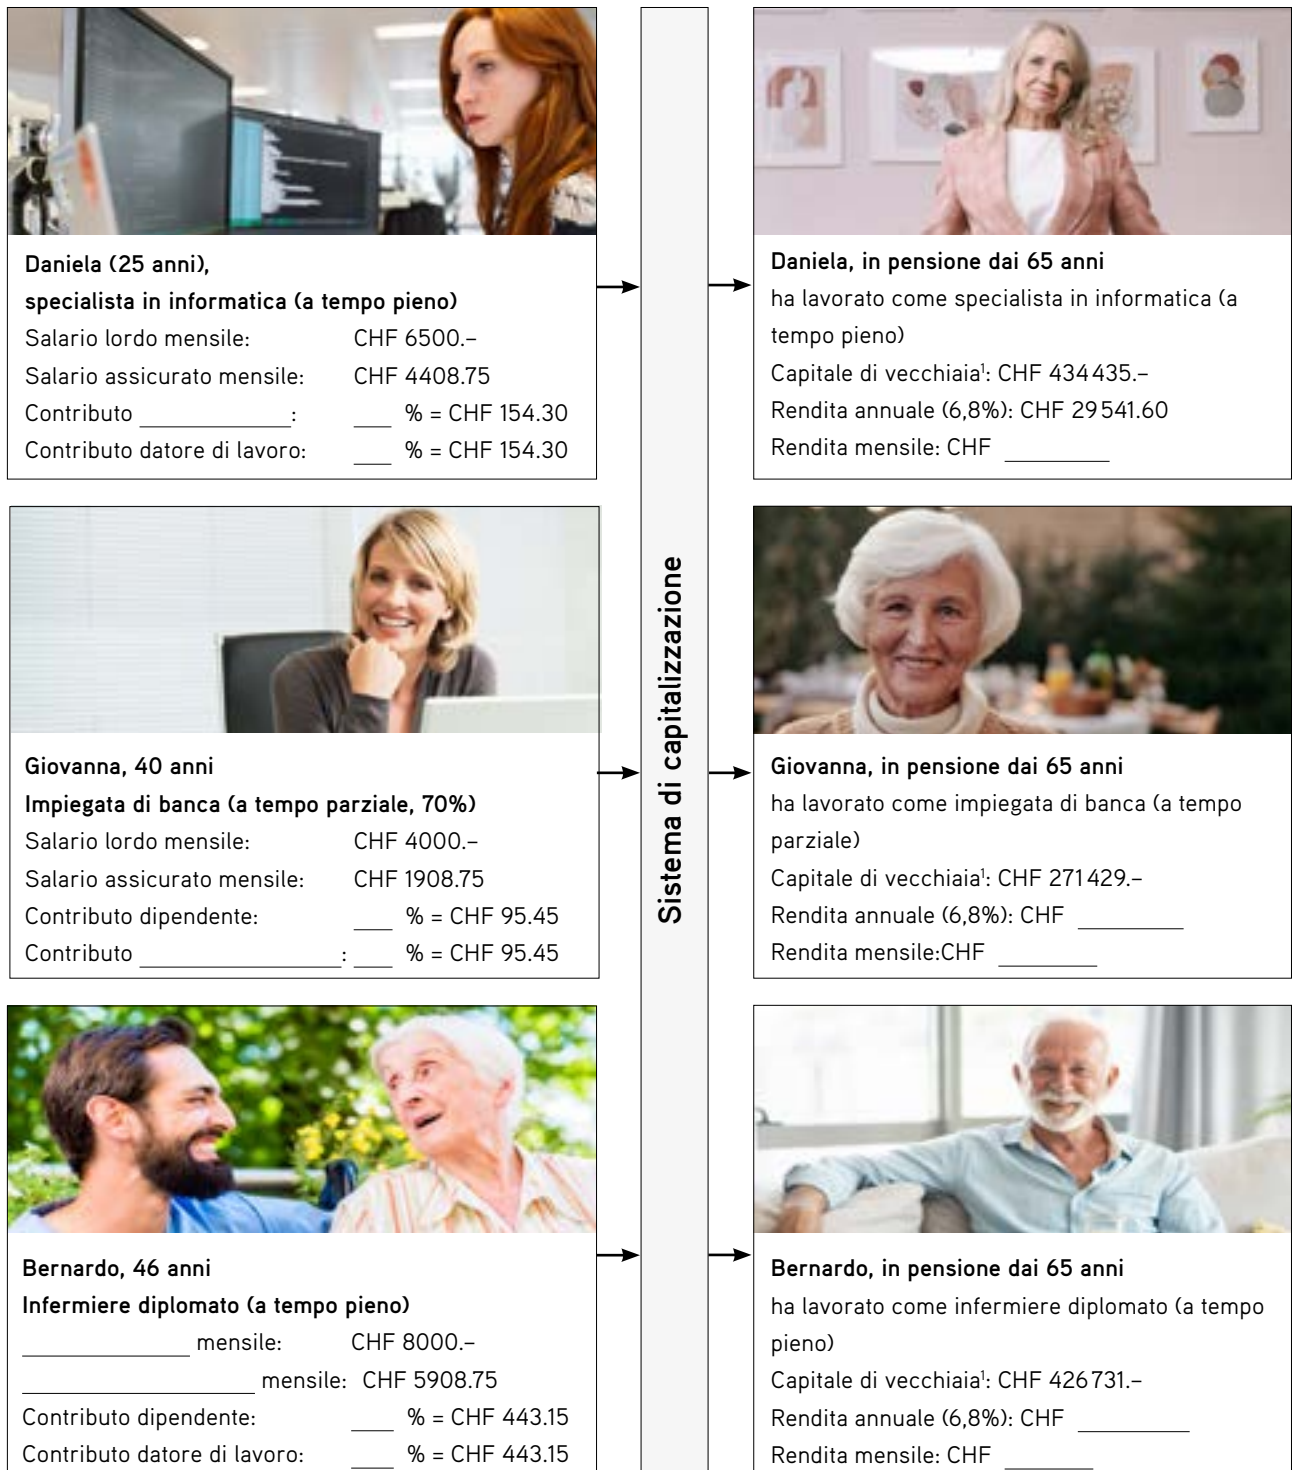 Daniela (25 anni),
specialista in informatica (a tempo pieno)
Salario lordo mensile: CHF 6500.–
Salario assicurato mensile: CHF 4408.75
Contributo ____________: ___ % = CHF 154.30
Contributo datore di lavoro: ___ % = CHF 154.30
Daniela, in pensione dai 65 anni
ha lavorato come specialista in informatica (a
tempo pieno)
Capitale di vecchiaia¹: CHF 434 435.–
Rendita annuale (6,8%): CHF 29 541.60
Rendita mensile: CHF ________
Sistema di capitalizzazione
Giovanna, 40 anni
Impiegata di banca (a tempo parziale, 70%)
Salario lordo mensile: CHF 4000.–
Salario assicurato mensile: CHF 1908.75
Contributo dipendente: ___ % = CHF 95.45
Contributo ________________: ___ % = CHF 95.45
Giovanna, in pensione dai 65 anni
ha lavorato come impiegata di banca (a tempo
parziale)
Capitale di vecchiaia¹: CHF 271 429.–
Rendita annuale (6,8%): CHF ________
Rendita mensile:CHF ________
Bernardo, 46 anni
Infermiere diplomato (a tempo pieno)
_____________ mensile: CHF 8000.–
__________________ mensile: CHF 5908.75
Contributo dipendente: ___ % = CHF 443.15
Contributo datore di lavoro: ___ % = CHF 443.15
Bernardo, in pensione dai 65 anni
ha lavorato come infermiere diplomato (a tempo
pieno)
Capitale di vecchiaia¹: CHF 426 731.–
Rendita annuale (6,8%): CHF _________
Rendita mensile: CHF _______